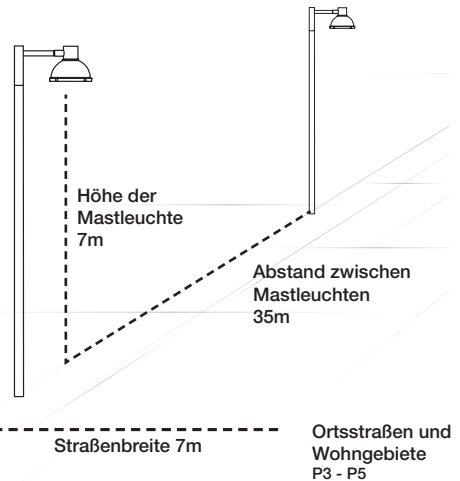 Höhe der
Mastleuchte
7m
Abstand zwischen
Mastleuchten
35m
Straßenbreite 7m
Ortsstraßen und
Wohngebiete
P3 - P5